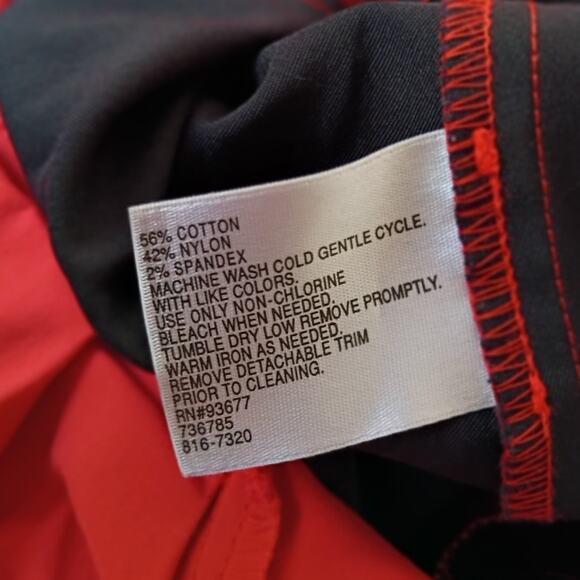 56% COTTON
42% NYLON
2% SPANDEX
MACHINE WASH COLD GENTLE CYCLE.
WITH LIKE COLORS.
USE ONLY NON-CHLORINE
BLEACH WHEN NEEDED.
TUMBLE DRY LOW REMOVE PROMPTLY.
WARM IRON AS NEEDED.
REMOVE DETACHABLE TRIM
PRIOR TO CLEANING.
RN#93677
736785
816-7320